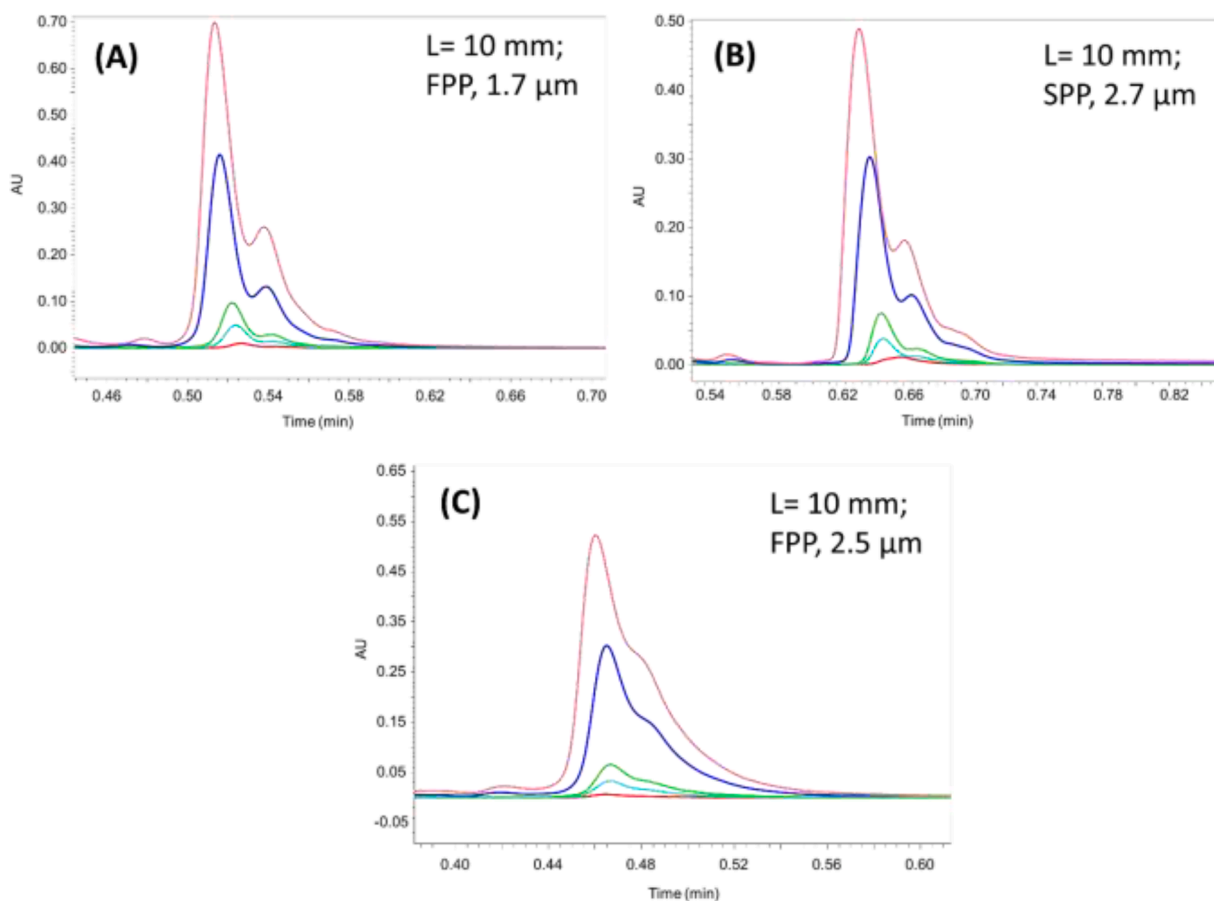 (A)
L= 10 mm;
FPP, 1.7 µm
0.70
0.60
0.50
0.40
0.30
0.20
0.10
0.00
AU
0.46 0.50 0.54 0.58 0.62 0.66 0.70
Time (min)
(B)
L= 10 mm;
SPP, 2.7 µm
0.50
0.40
0.30
0.20
0.10
0.00
AU
0.54 0.58 0.62 0.66 0.70 0.74 0.78 0.82
Time (min)
(C)
L= 10 mm;
FPP, 2.5 µm
0.65
0.55
0.45
0.35
0.25
0.15
0.05
-0.05
AU
0.40 0.44 0.48 0.52 0.56 0.60
Time (min)